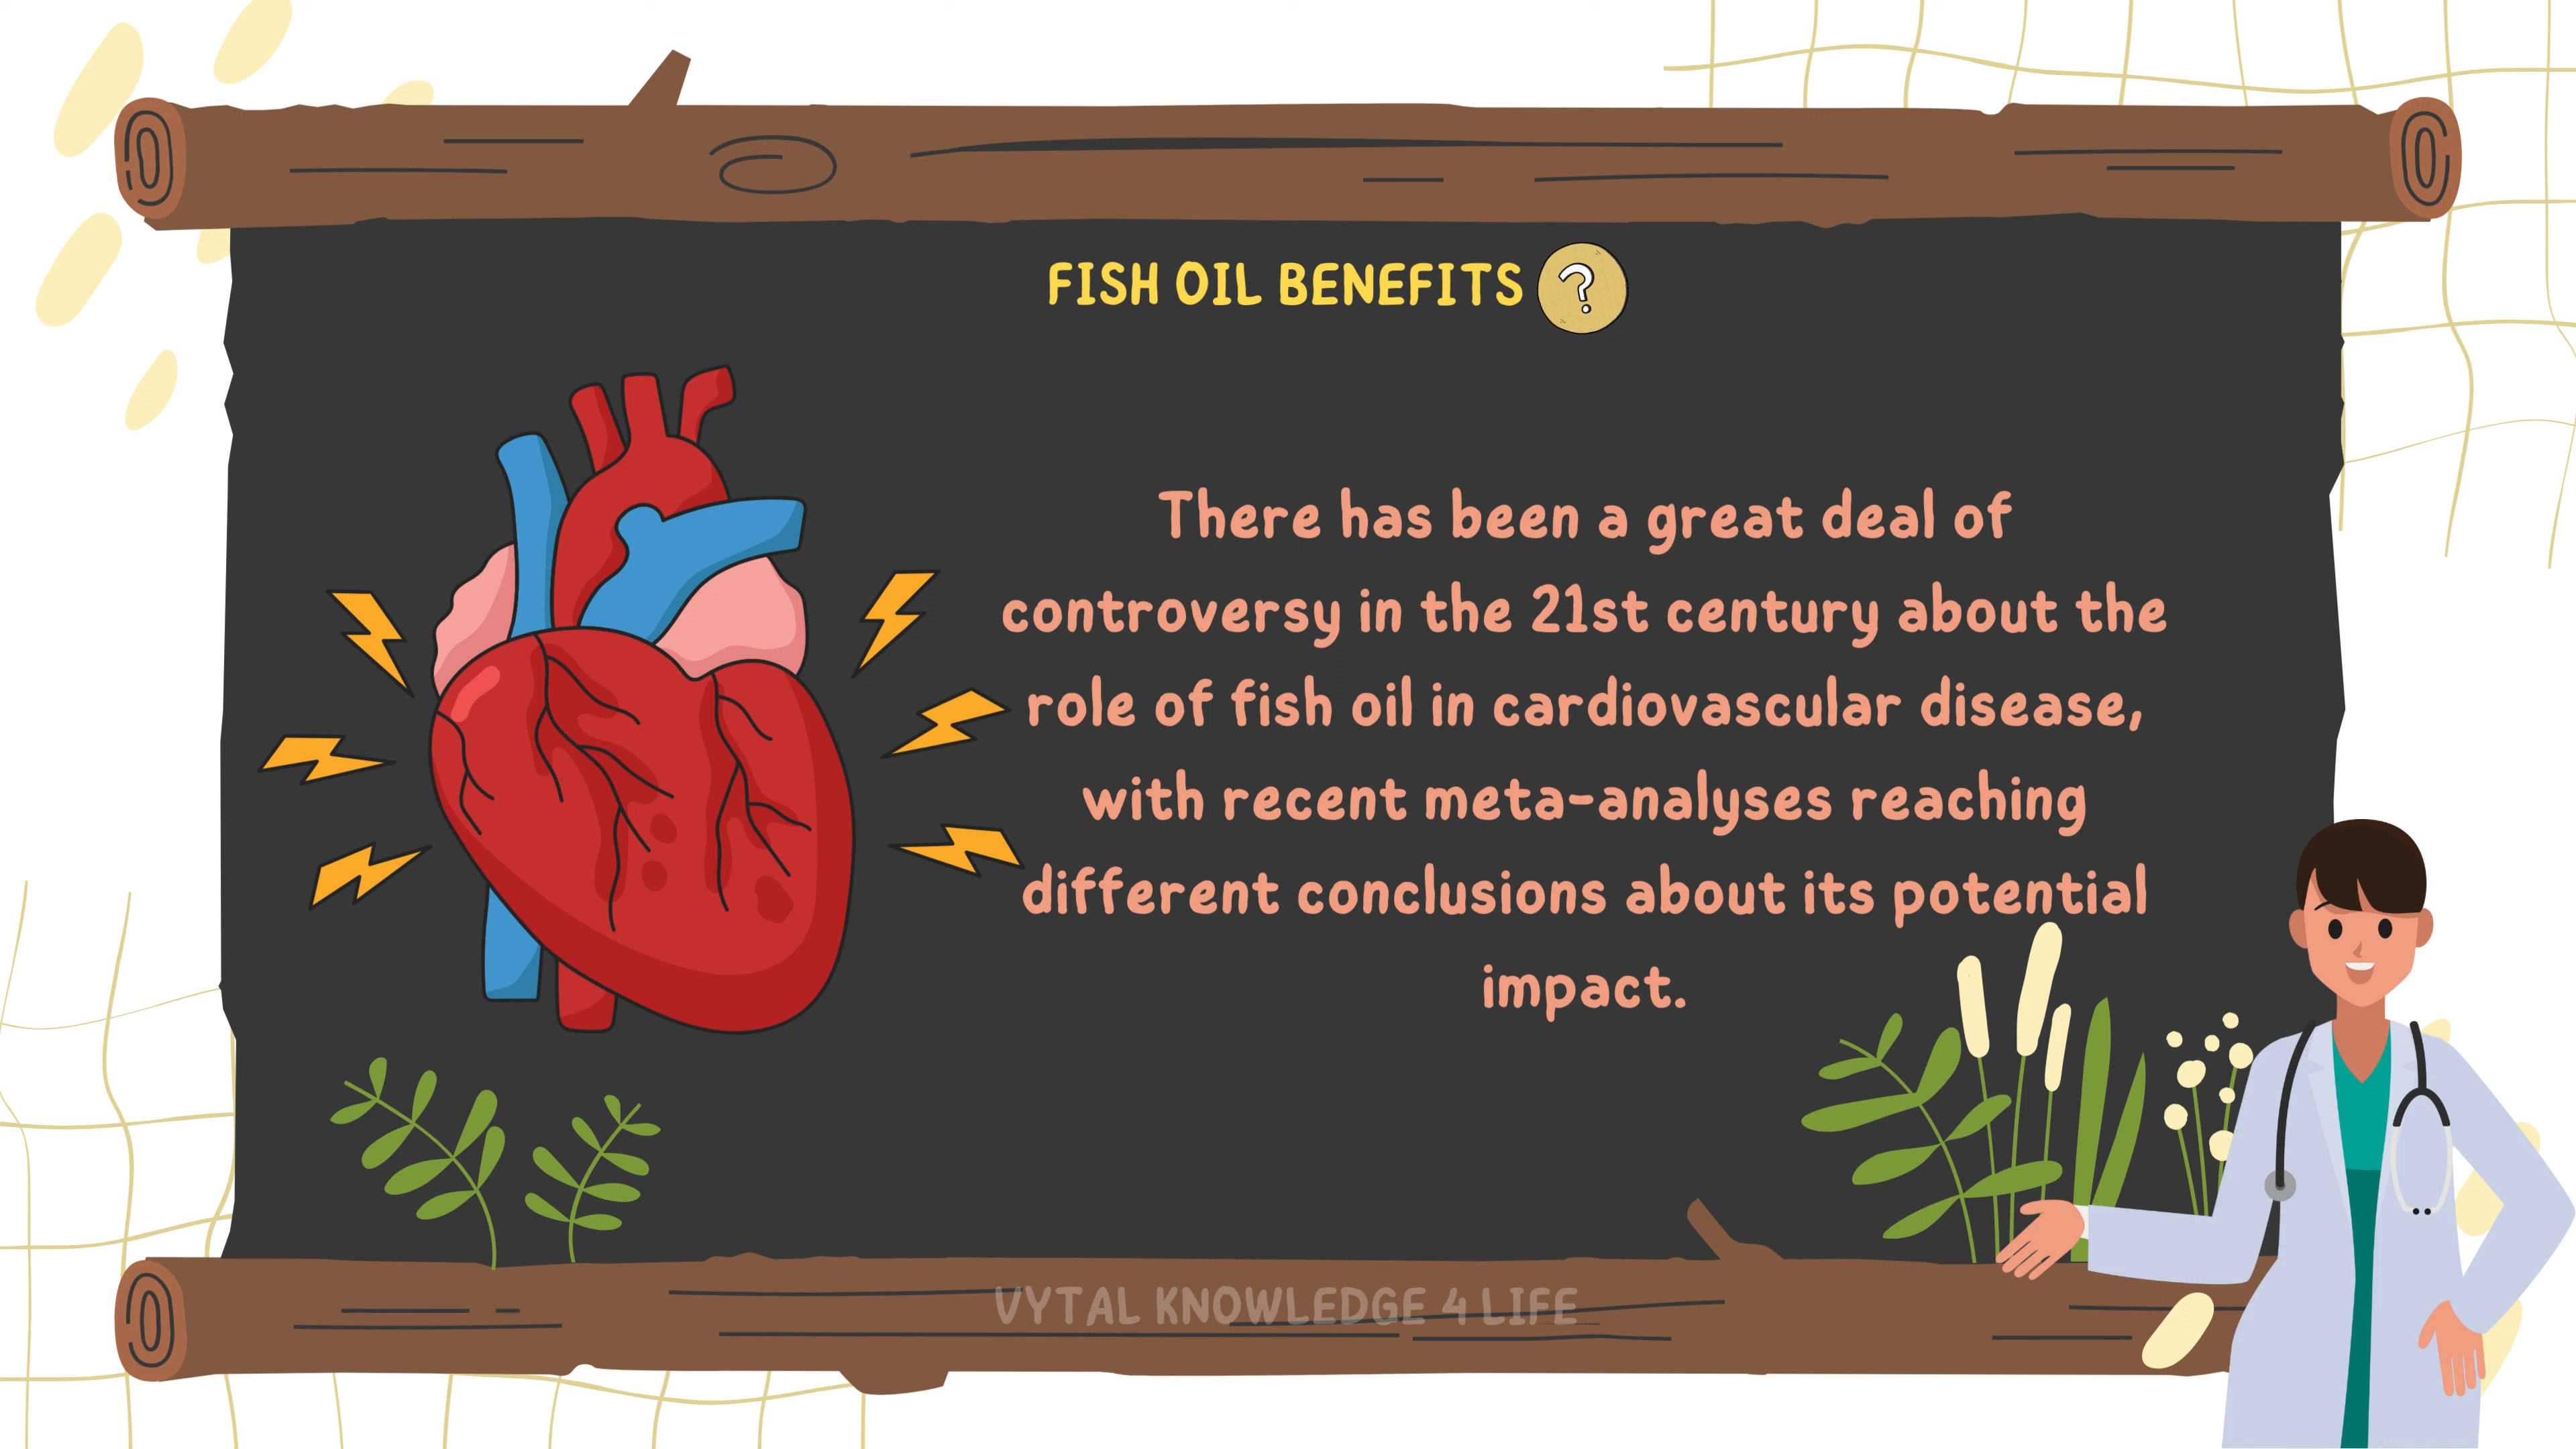 FISH OIL BENEFITS ?
There has been a great deal of
controversy in the 21st century about the
role of fish oil in cardiovascular disease,
with recent meta-analyses reaching
different conclusions about its potential
impact.
VYTAL KNOWLEDGE 4 LIFE